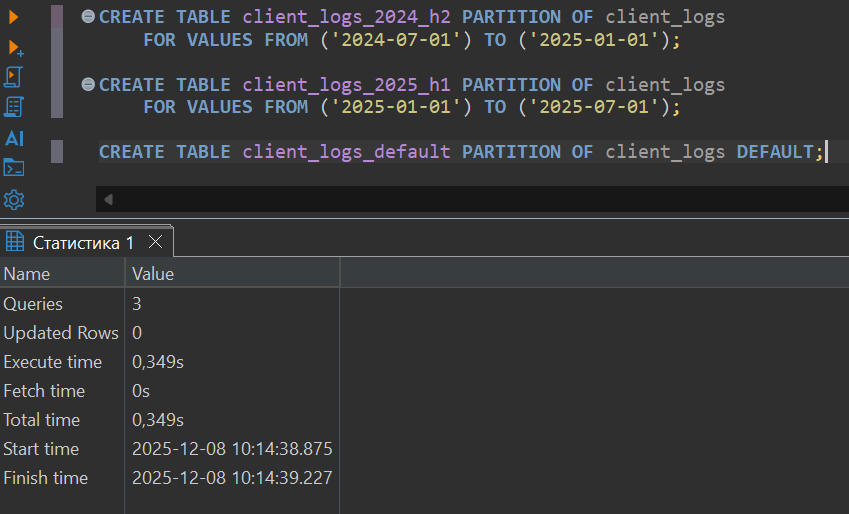 CREATE TABLE client_logs_2024_h2 PARTITION OF client_logs
FOR VALUES FROM ('2024-07-01') TO ('2025-01-01');
CREATE TABLE client_logs_2025_h1 PARTITION OF client_logs
FOR VALUES FROM ('2025-01-01') TO ('2025-07-01');
AI
CREATE TABLE client_logs_default PARTITION OF client_logs DEFAULT;
Статистика 1
Name Value
Queries 3
Updated Rows 0
Execute time 0,349s
Fetch time 0s
Total time 0,349s
Start time 2025-12-08 10:14:38.875
Finish time 2025-12-08 10:14:39.227